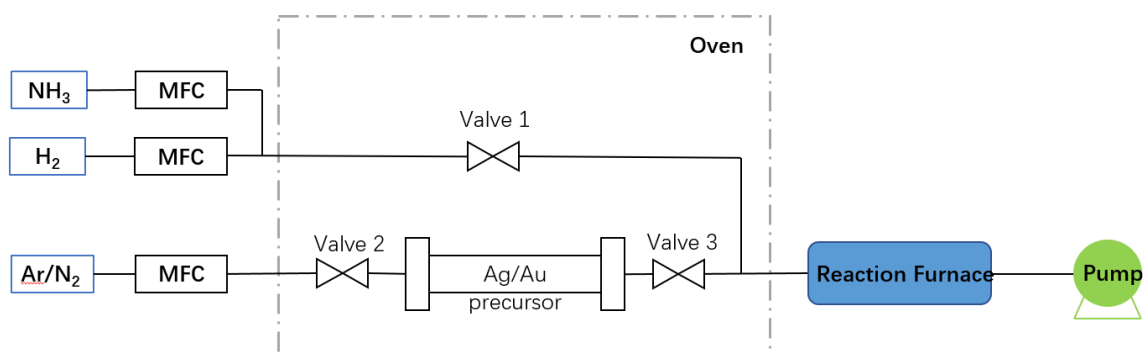 Oven
NH₃
MFC
Valve 1
H₂
MFC
Valve 2
Valve 3
Ar/N₂
MFC
Ag/Au
precursor
Reaction Furnace
Pump